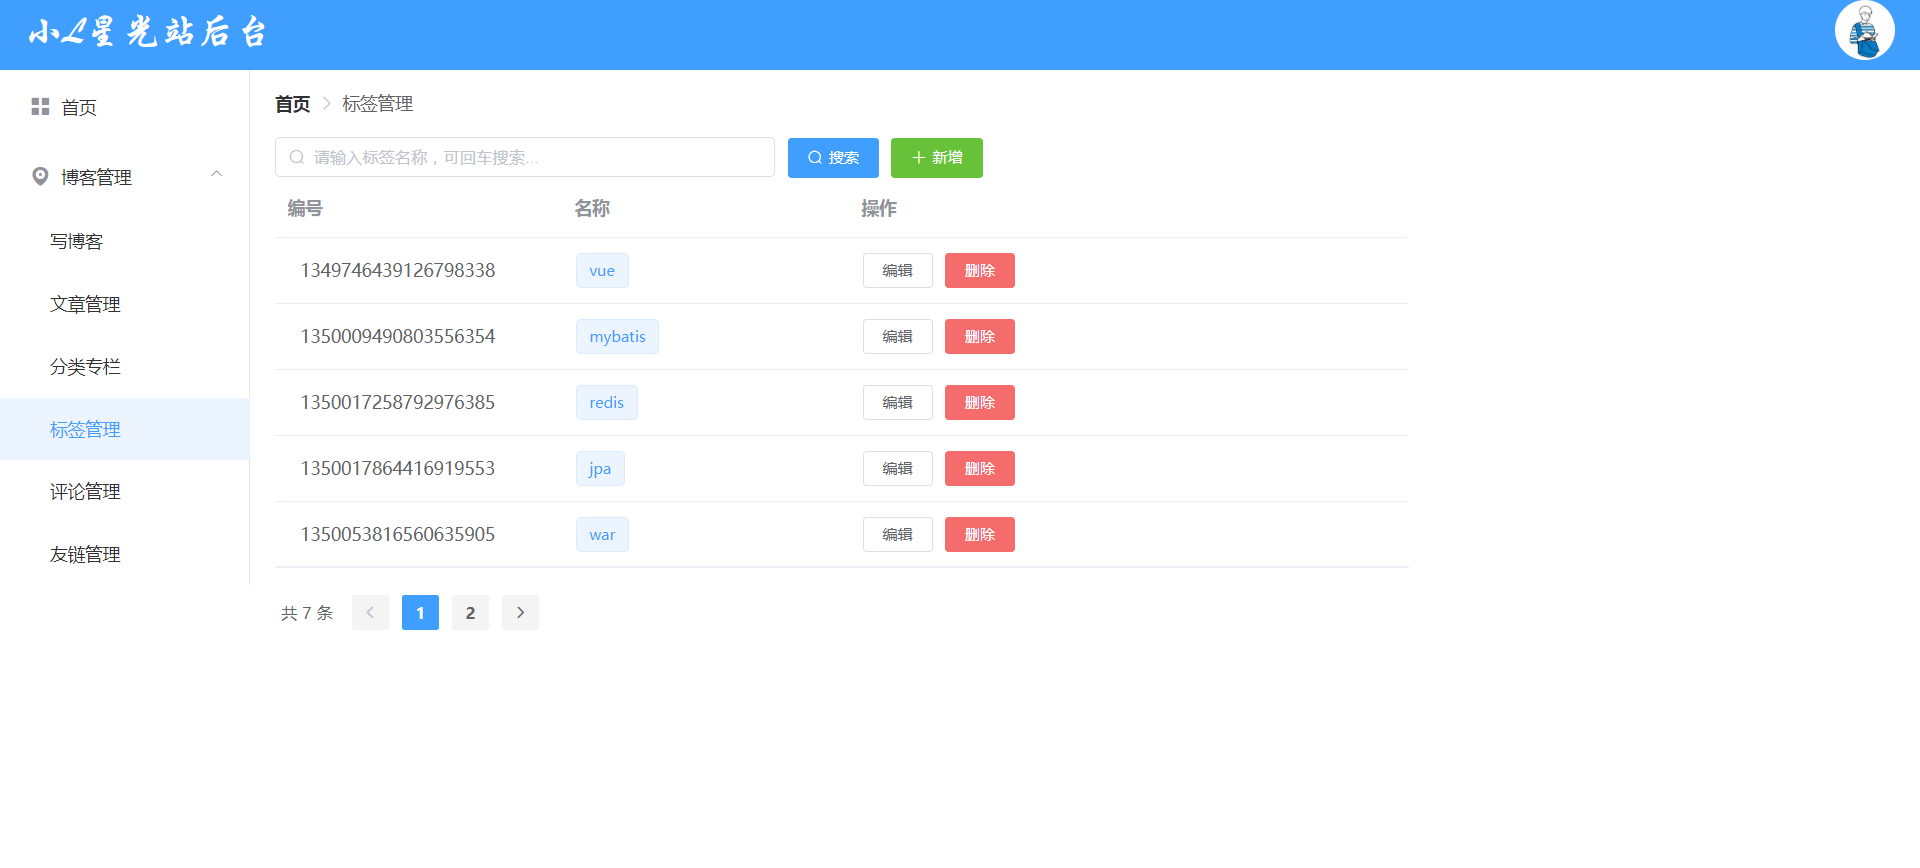 小L星光站后台
首页
博客管理
写博客
文章管理
分类专栏
标签管理
评论管理
友链管理
首页 > 标签管理
请输入标签名称，可回车搜索... 搜索 新增
编号 名称 操作
1349746439126798338 vue 编辑 删除
1350009490803556354 mybatis 编辑 删除
1350017258792976385 redis 编辑 删除
1350017864416919553 jpa 编辑 删除
1350053816560635905 war 编辑 删除
共 7 条 < 1 2 >